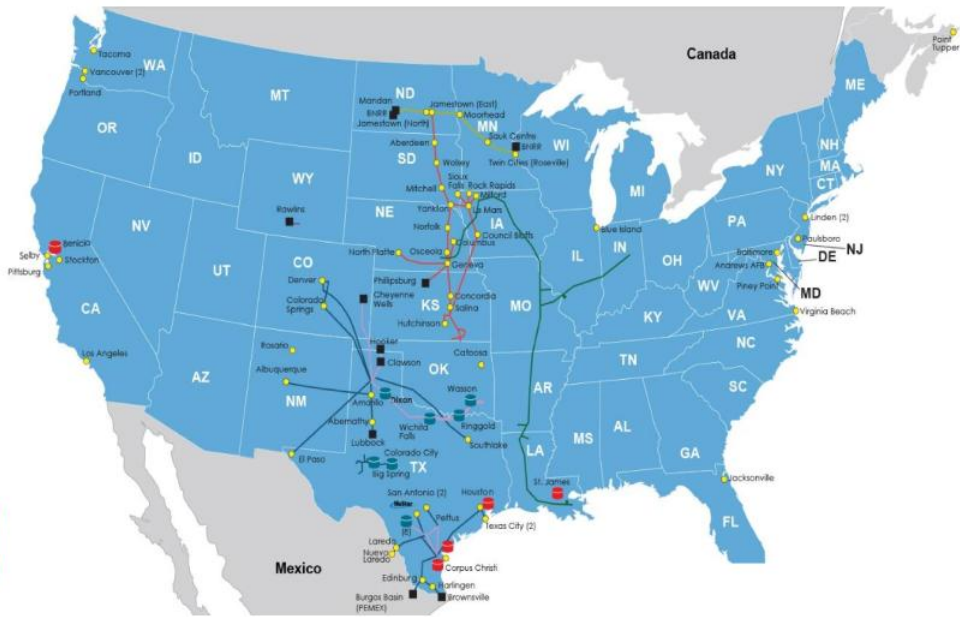 Canada
Point
Tupper
Tacoma
WA
Vancouver (2)
Portland
MT
ND
Mandan
BNRR
Jamestown (East)
Jamestown (North)
Moorhead
MN
Sauk Centre
BNRR
Twin Cities (Roseville)
WI
ME
OR
ID
Aberdeen
SD
Wolsey
NH
MA
CT
NY
MI
WY
Mitchell
Sioux
Falls
Rock Rapids
Milford
Yankton
Le Mars
NE
IA
Rawlins
Norfolk
Council Bluffs
Columbus
North Platte
Osceola
Geneva
Blue Island
PA
Linden (2)
Paulsboro
NJ
NV
Benicia
Selby
Stockton
Pittsburg
UT
CO
Denver
Philipsburg
IL
IN
OH
Baltimore
DE
Andrews AFB
WV
Piney Point
MD
CA
Colorado
Springs
Cheyenne
Wells
KS
Concordia
Salina
MO
VA
Virginia Beach
Hutchinson
KY
NC
Los Angeles
Rosario
Hooker
Clawson
Catoosa
OK
TN
AZ
Albuquerque
NM
Amarillo
Dixon
Wasson
AR
SC
Abernathy
Wichita
Falls
Ringgold
Lubbock
Southlake
MS
AL
GA
El Paso
Colorado City
TX
Big Spring
LA
St. James
Jacksonville
San Antonio (2)
Houston
Pettus
Texas City (2)
FL
(5)
Laredo
Nuevo
Laredo
Mexico
Corpus Christi
Edinburg
Harlingen
Burgos Basin
(PEMEX)
Brownsville